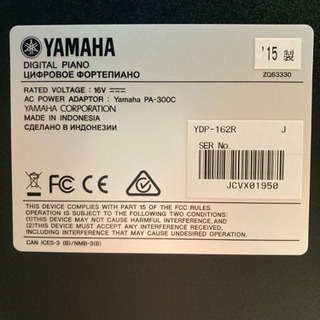 YAMAHA
DIGITAL PIANO
ЦИФРОВОЕ ФОРТЕПИАНО
'15 製
ZQ63330
RATED VOLTAGE : 16V
AC POWER ADAPTOR : Yamaha PA-300C
YAMAHA CORPORATION
MADE IN INDONESIA
СДЕЛАНО В ИНДОНЕЗИИ
YDP-162R J
SER No.
JCVX01950
FC CE EAC
THIS DEVICE COMPLIES WITH PART 15 OF THE FCC RULES.
OPERATION IS SUBJECT TO THE FOLLOWING TWO CONDITIONS:
(1) THIS DEVICE MAY NOT CAUSE HARMFUL INTERFERENCE, AND
(2) THIS DEVICE MUST ACCEPT ANY INTERFERENCE RECEIVED,
INCLUDING INTERFERENCE THAT MAY CAUSE UNDESIRED
OPERATION.
CAN ICES-3 (B)/NMB-3(B)